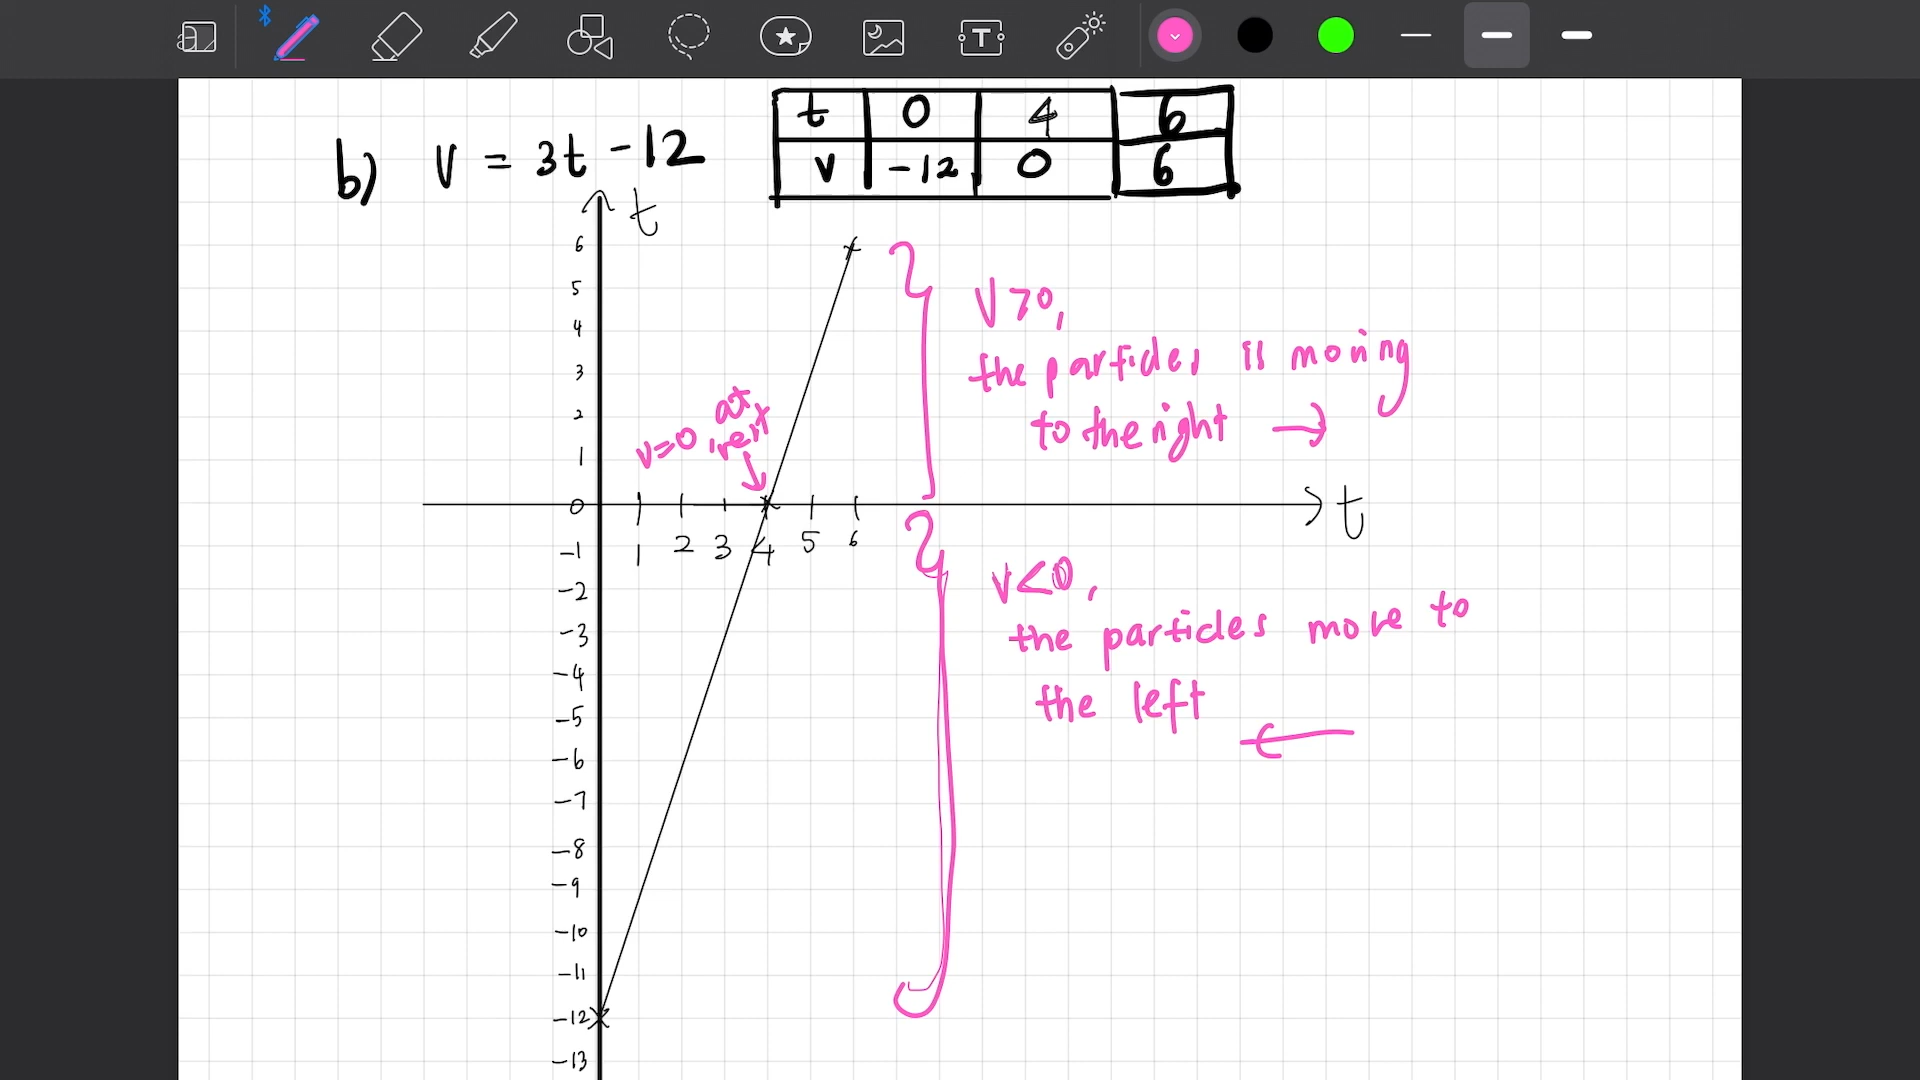 b) V = 3t - 12
t 0 4 6
V -12 0 6
t
6
5
4
3
2
1
0
-1
-2
-3
-4
-5
-6
-7
-8
-9
-10
-11
-12
-13
1 2 3 4 5 6
t
V=0, at rest
V>0,
the particles is moving
to the right →
V<0,
the particles move to
the left
←
T